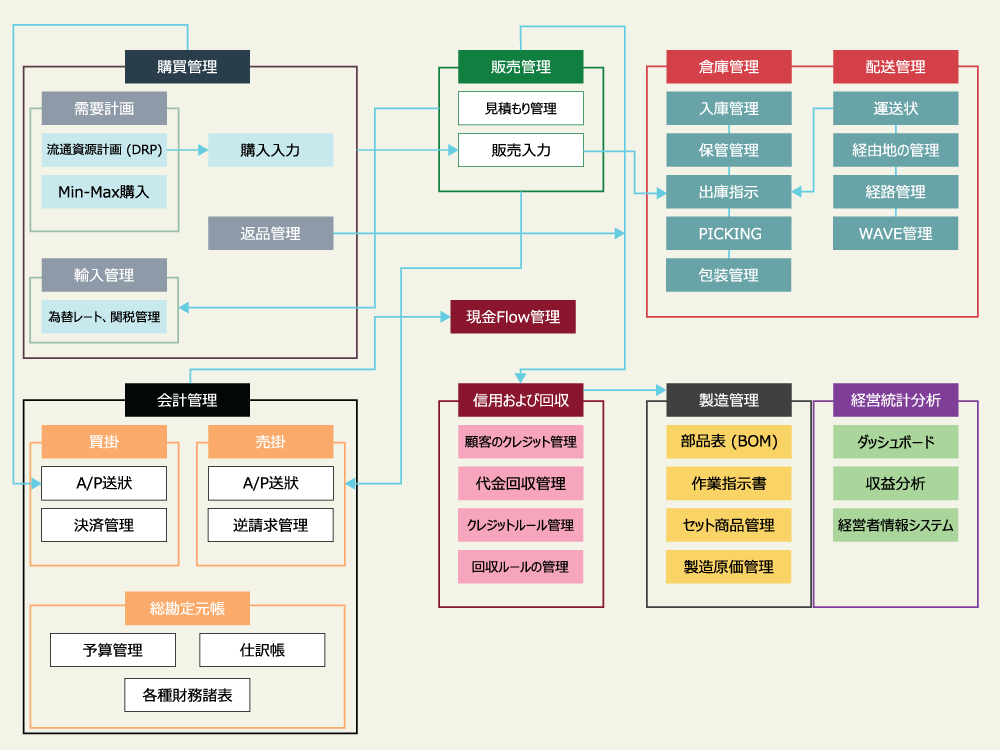 購買管理
需要計画
流通資源計画 (DRP)
Min-Max購入
購入入力
返品管理
輸入管理
為替レート、関税管理
販売管理
見積もり管理
販売入力
倉庫管理
入庫管理
保管管理
出庫指示
PICKING
包装管理
配送管理
運送状
経由地の管理
経路管理
WAVE管理
現金Flow管理
会計管理
買掛
A/P送状
決済管理
売掛
A/P送状
逆請求管理
総勘定元帳
予算管理
仕訳帳
各種財務諸表
信用および回収
顧客のクレジット管理
代金回収管理
クレジットルール管理
回収ルールの管理
製造管理
部品表 (BOM)
作業指示書
セット商品管理
製造原価管理
経営統計分析
ダッシュボード
収益分析
経営者情報システム